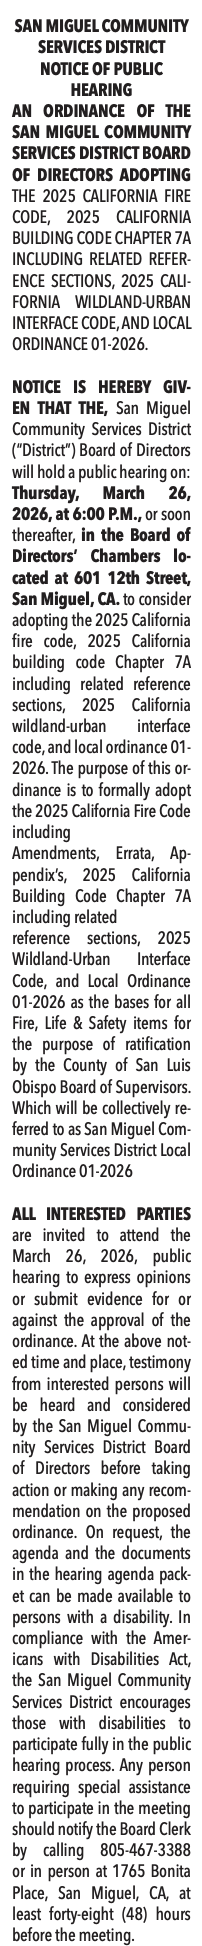 SAN MIGUEL COMMUNITY
SERVICES DISTRICT
NOTICE OF PUBLIC
HEARING
AN ORDINANCE OF THE
SAN MIGUEL COMMUNITY
SERVICES DISTRICT BOARD
OF DIRECTORS ADOPTING
THE 2025 CALIFORNIA FIRE
CODE, 2025 CALIFORNIA
BUILDING CODE CHAPTER 7A
INCLUDING RELATED REFER-
ENCE SECTIONS, 2025 CALI-
FORNIA WILDLAND-URBAN
INTERFACE CODE, AND LOCAL
ORDINANCE 01-2026.

NOTICE IS HEREBY GIV-
EN THAT THE, San Miguel
Community Services District
(“District”) Board of Directors
will hold a public hearing on:
Thursday, March 26,
2026, at 6:00 P.M., or soon
thereafter, in the Board of
Directors’ Chambers lo-
cated at 601 12th Street,
San Miguel, CA. to consider
adopting the 2025 California
fire code, 2025 California
building code Chapter 7A
including related reference
sections, 2025 California
wildland-urban interface
code, and local ordinance 01-
2026. The purpose of this or-
dinance is to formally adopt
the 2025 California Fire Code
including
Amendments, Errata, Ap-
pendix’s, 2025 California
Building Code Chapter 7A
including related
reference sections, 2025
Wildland-Urban Interface
Code, and Local Ordinance
01-2026 as the bases for all
Fire, Life & Safety items for
the purpose of ratification
by the County of San Luis
Obispo Board of Supervisors.
Which will be collectively re-
ferred to as San Miguel Com-
munity Services District Local
Ordinance 01-2026

ALL INTERESTED PARTIES
are invited to attend the
March 26, 2026, public
hearing to express opinions
or submit evidence for or
against the approval of the
ordinance. At the above not-
ed time and place, testimony
from interested persons will
be heard and considered
by the San Miguel Commu-
nity Services District Board
of Directors before taking
action or making any recom-
mendation on the proposed
ordinance. On request, the
agenda and the documents
in the hearing agenda pack-
et can be made available to
persons with a disability. In
compliance with the Amer-
icans with Disabilities Act,
the San Miguel Community
Services District encourages
those with disabilities to
participate fully in the public
hearing process. Any person
requiring special assistance
to participate in the meeting
should notify the Board Clerk
by calling 805-467-3388
or in person at 1765 Bonita
Place, San Miguel, CA, at
least forty-eight (48) hours
before the meeting.